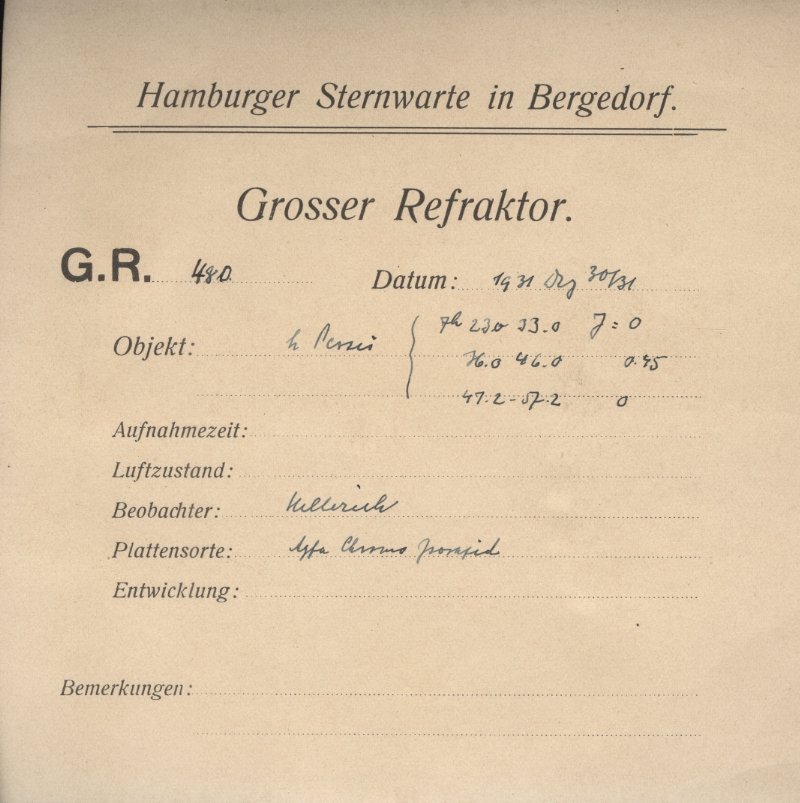 Hamburger Sternwarte in Bergedorf.
Grosser Refraktor.
G.R. 480 Datum: 1931 Dez 30/31
Objekt: h Persei { 7h 23.0 33.0 J = 0
36.0 46.0 0.45
47.2-57.2 0
Aufnahmezeit:
Luftzustand:
Beobachter: Hellerich
Plattensorte: Agfa Chromo
Entwicklung:
Bemerkungen: